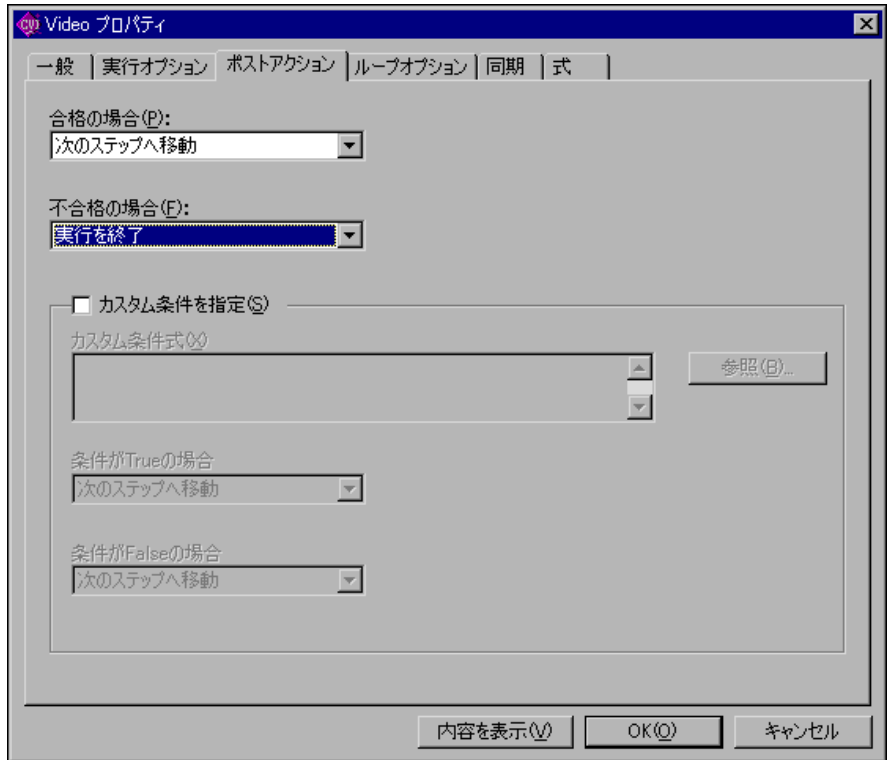 CVI Video プロパティ
一般 実行オプション ポストアクション ループオプション 同期 式
合格の場合(P):
次のステップへ移動
不合格の場合(F):
実行を終了
カスタム条件を指定(S)
カスタム条件式(X)
参照(B)...
条件がTrueの場合
次のステップへ移動
条件がFalseの場合
次のステップへ移動
内容を表示(V) OK(O) キャンセル